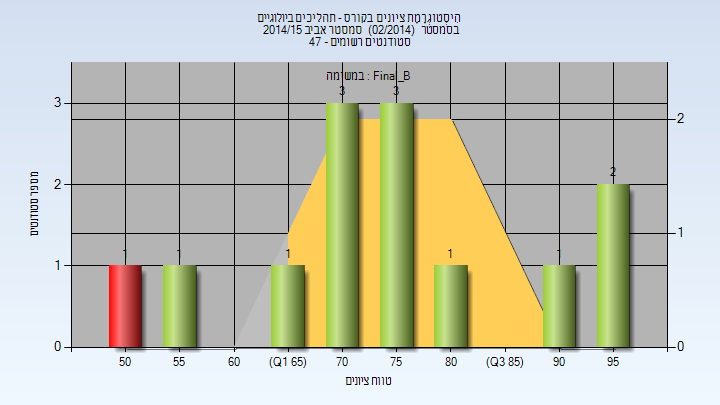 היסטוגרמת ציונים בקורס - תהליכים ביולוגיים
בסמסטר (02/2014) סמסטר אביב 2014/15
סטודנטים רשומים - 47
במשימה : Final_B
3 3
2
1 1 1 1 1
3
2
1
0
2
1
0
מספר סטודנטים
50 55 60 (Q1 65) 70 75 80 (Q3 85) 90 95
טווח ציונים